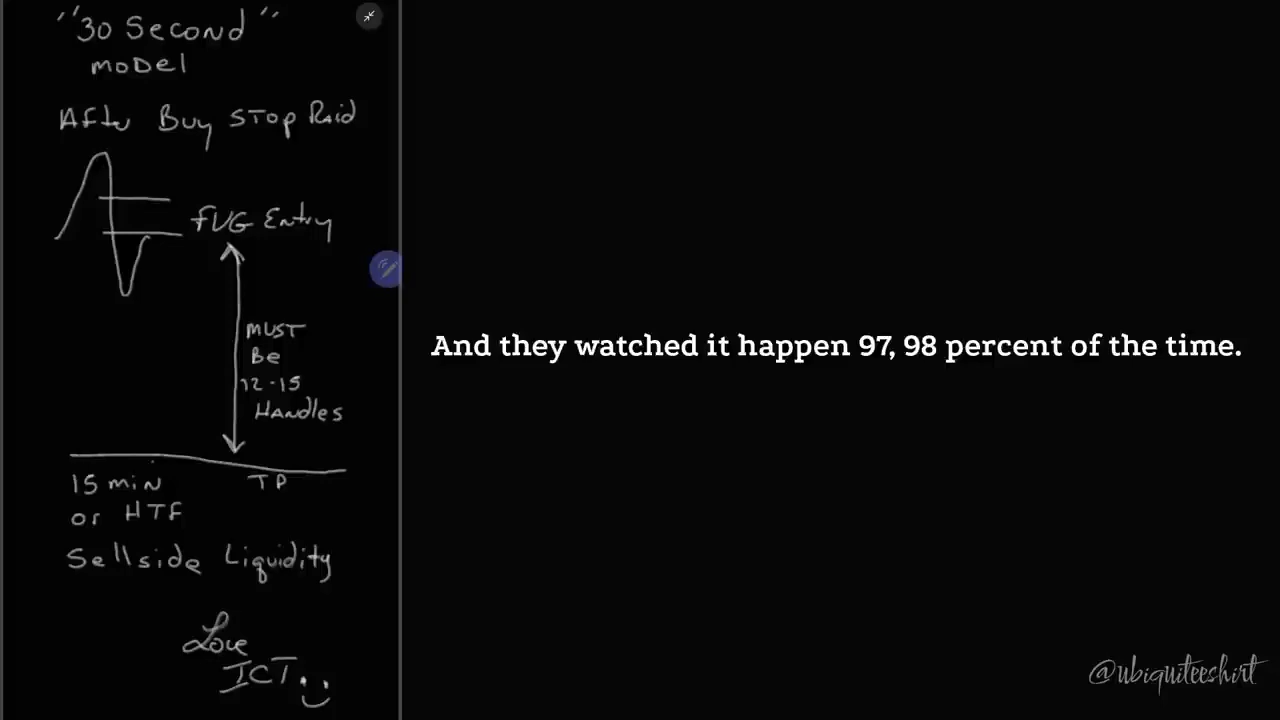 "30 Second"
MODel
After Buy STop Raid
FVG Entry
MUST
Be
12-15
HANDles
15 min
TP
or HTF
Sellside Liquidity
Love
ICT
And they watched it happen 97, 98 percent of the time.
@ubiquiteeshirt